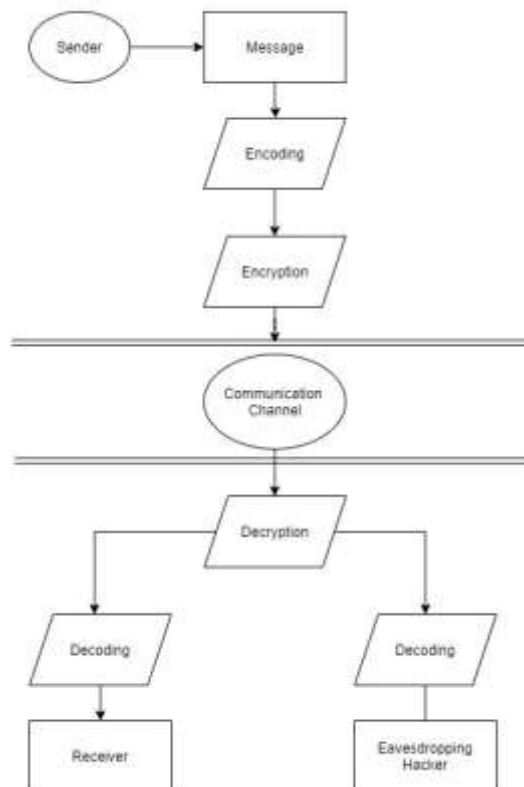 Sender
Message
Encoding
Encryption
Communication
Channel
Decryption
Decoding
Decoding
Receiver
Eavesdropping
Hacker